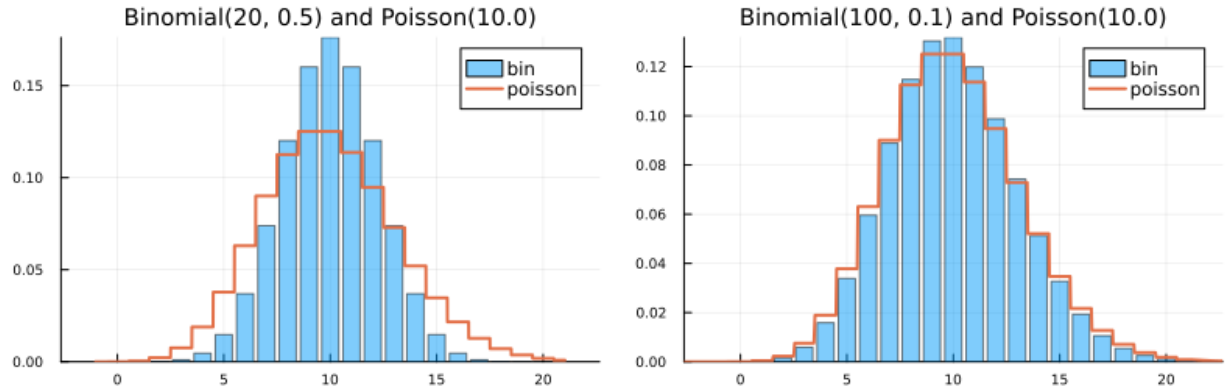 Binomial(20, 0.5) and Poisson(10.0)
bin
poisson
0.15
0.10
0.05
0.00
0 5 10 15 20
Binomial(100, 0.1) and Poisson(10.0)
bin
poisson
0.12
0.10
0.08
0.06
0.04
0.02
0.00
0 5 10 15 20